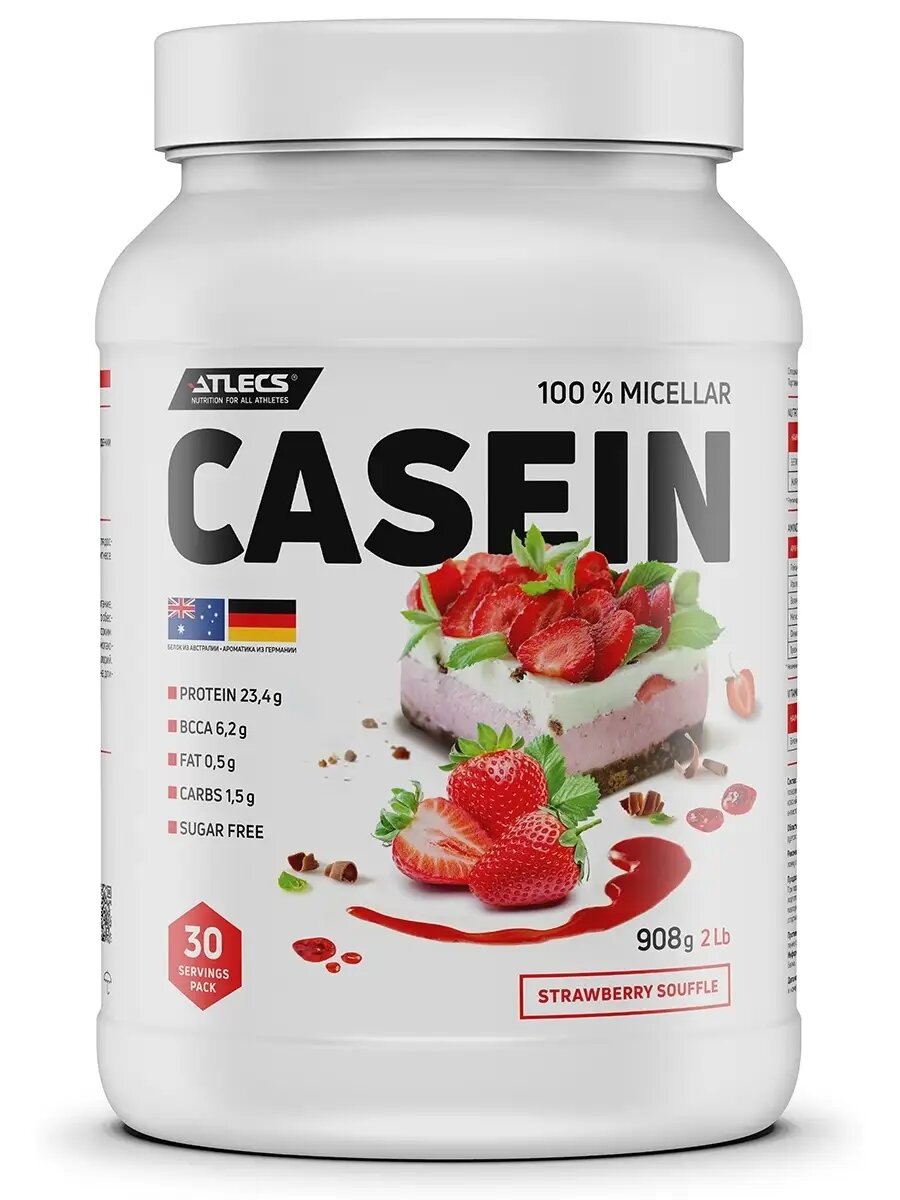 ATLECS®
NUTRITION FOR ALL ATHLETES
100 % MICELLAR
CASEIN
БЕЛОК ИЗ АВСТРАЛИИ • АРОМАТИКА ИЗ ГЕРМАНИИ
PROTEIN 23,4 g
BCCA 6,2 g
FAT 0,5 g
CARBS 1,5 g
SUGAR FREE
30
SERVINGS
PACK
908 g 2 Lb
STRAWBERRY SOUFFLE